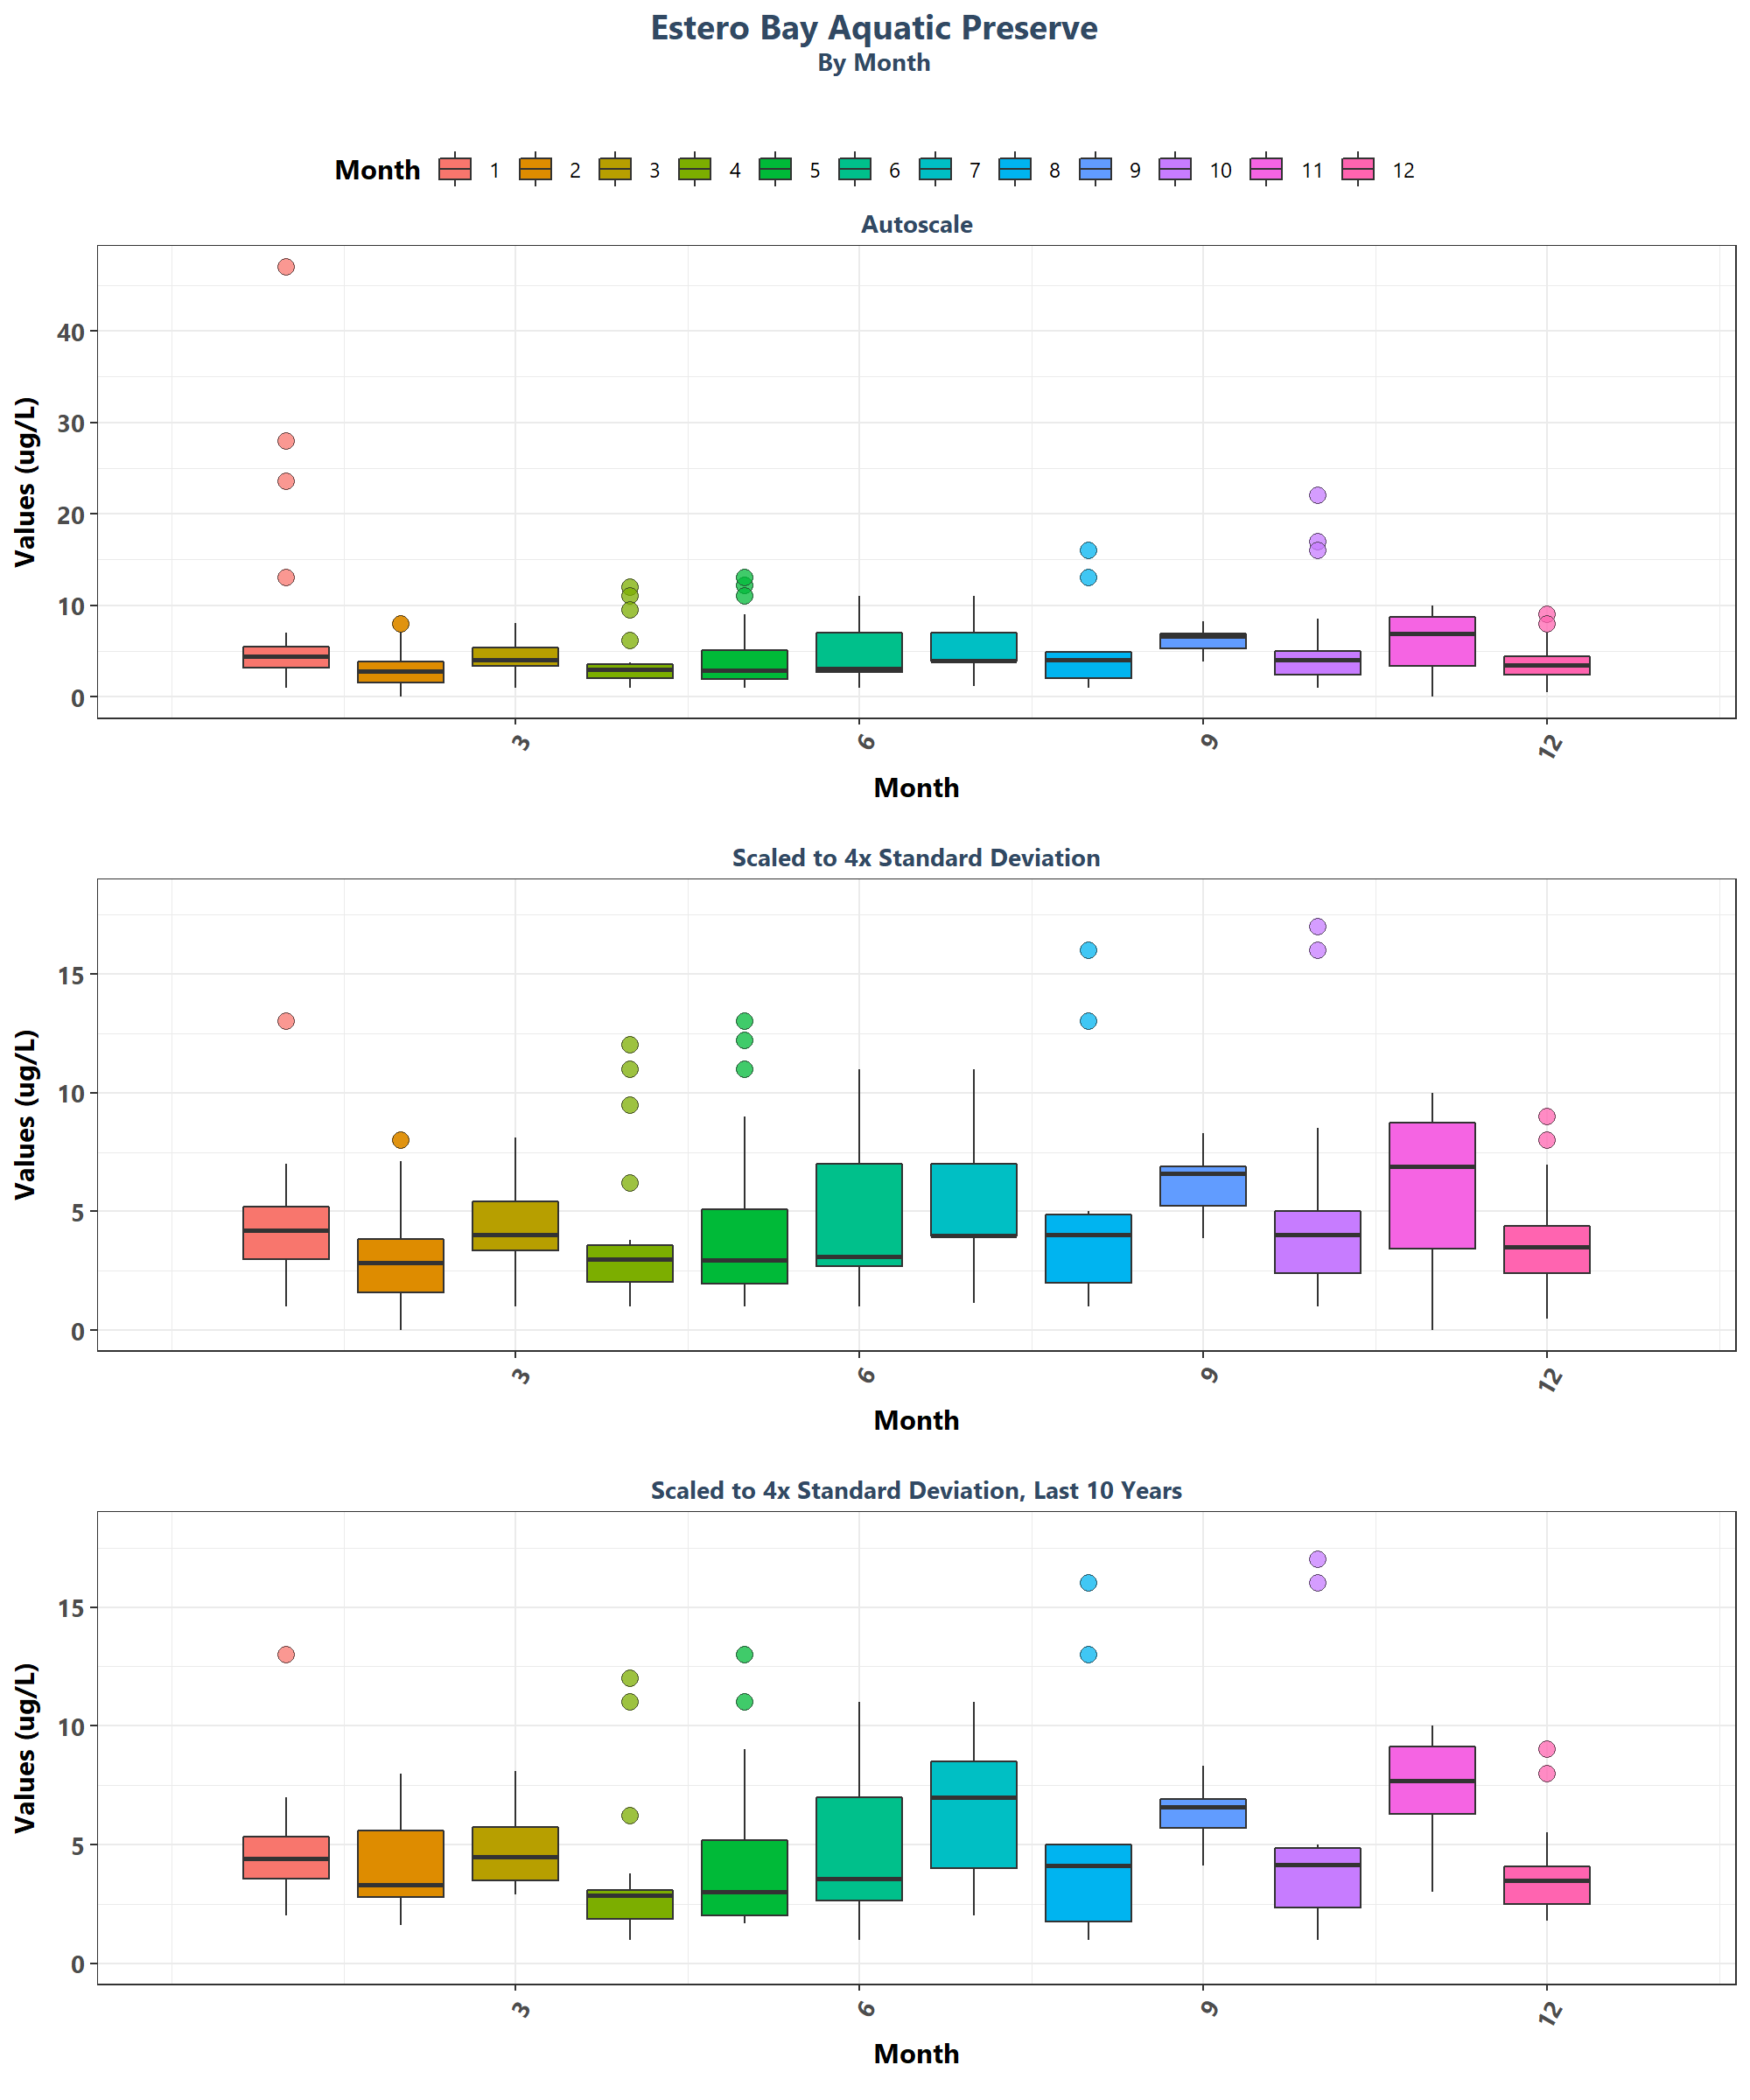 Estero Bay Aquatic Preserve
By Month
Month 1 2 3 4 5 6 7 8 9 10 11 12
Autoscale
Values (ug/L)
40
30
20
10
0
3 6 9 12
Month
Scaled to 4x Standard Deviation
Values (ug/L)
15
10
5
0
3 6 9 12
Month
Scaled to 4x Standard Deviation, Last 10 Years
Values (ug/L)
15
10
5
0
3 6 9 12
Month